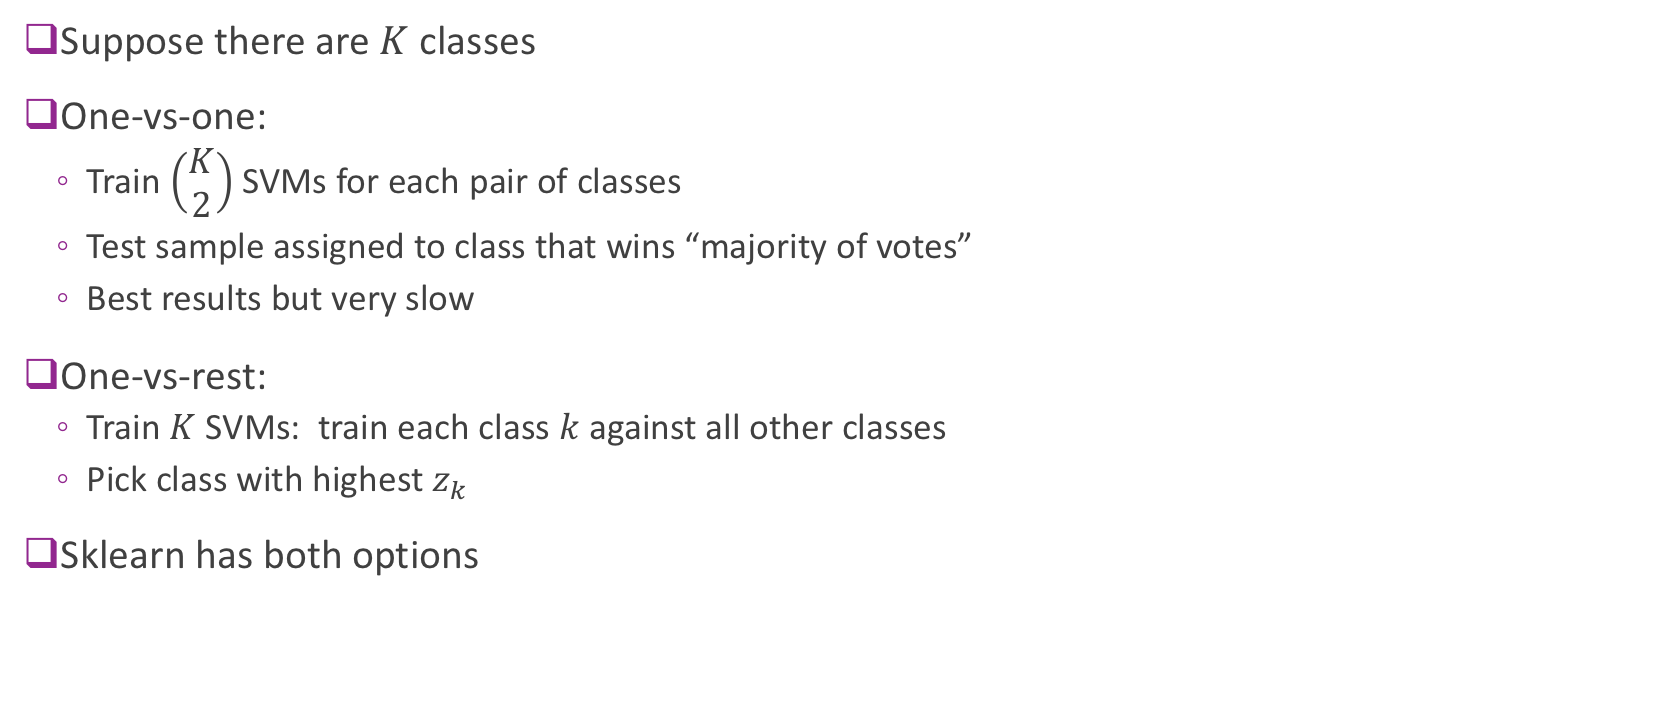 ❑Suppose there are K classes
❑One-vs-one:
◦ Train (K 2) SVMs for each pair of classes
◦ Test sample assigned to class that wins “majority of votes”
◦ Best results but very slow
❑One-vs-rest:
◦ Train K SVMs:  train each class k against all other classes
◦ Pick class with highest zₖ
❑Sklearn has both options